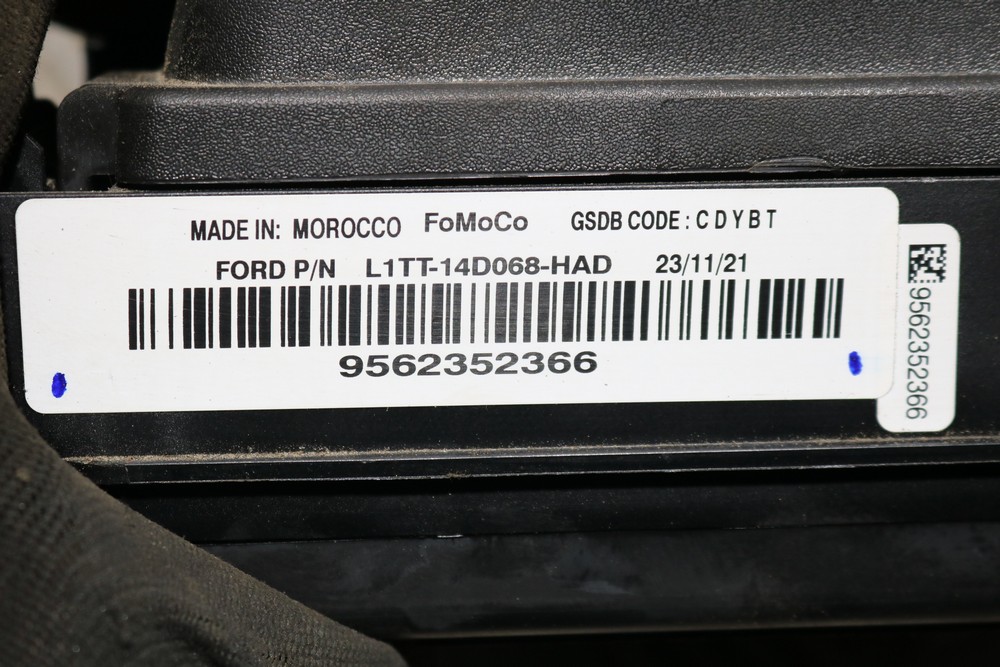 MADE IN: MOROCCO FoMoCo GSDB CODE : C D Y B T
FORD P/N L1TT-14D068-HAD 23/11/21
9562352366
9562352366